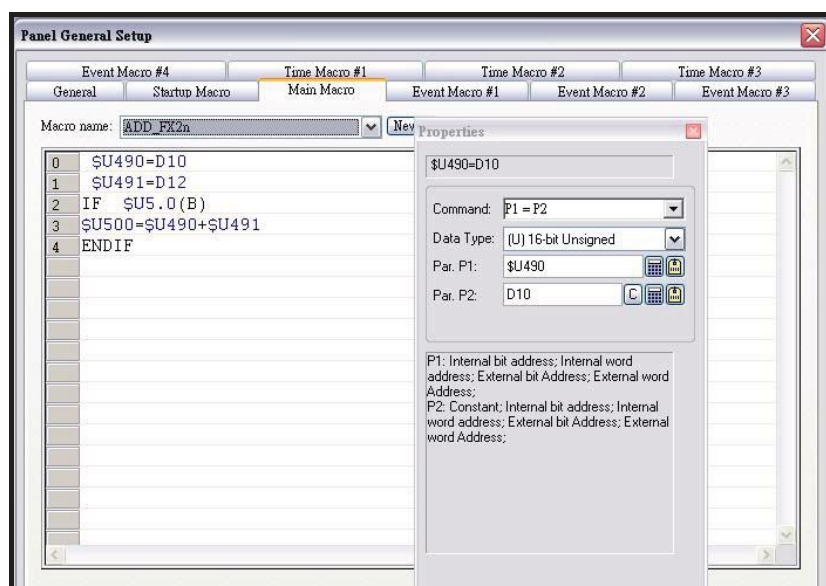 Panel General Setup
Event Macro #4 Time Macro #1 Time Macro #2 Time Macro #3
General Startup Macro Main Macro Event Macro #1 Event Macro #2 Event Macro #3
Macro name: ADD_FX2n New
Properties
0 $U490=D10
1 $U491=D12
2 IF $U5.0(B)
3 $U500=$U490+$U491
4 ENDIF
$U490=D10
Command: P1 = P2
Data Type: (U) 16-bit Unsigned
Par. P1: $U490
Par. P2: D10 C
P1: Internal bit address; Internal word
address; External bit Address; External word
Address;
P2: Constant; Internal bit address; Internal
word address; External bit Address; External
word Address;